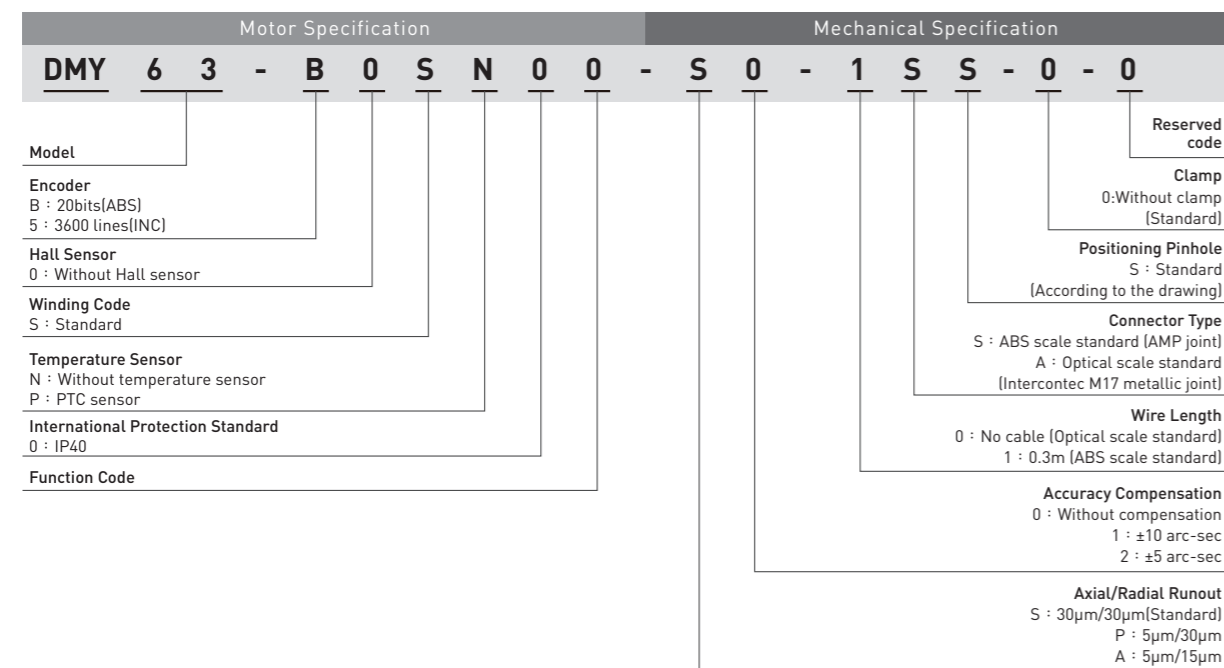 Motor Specification
Mechanical Specification
DMY 6 3 - B 0 S N 0 0 - S 0 - 1 S S - 0 - 0
Model
Encoder
B：20bits(ABS)
5：3600 lines(INC)
Hall Sensor
0：Without Hall sensor
Winding Code
S：Standard
Temperature Sensor
N：Without temperature sensor
P：PTC sensor
International Protection Standard
0：IP40
Function Code
Reserved
code
Clamp
0:Without clamp
(Standard)
Positioning Pinhole
S：Standard
(According to the drawing)
Connector Type
S：ABS scale standard (AMP joint)
A：Optical scale standard
(Intercontec M17 metallic joint)
Wire Length
0：No cable (Optical scale standard)
1：0.3m (ABS scale standard)
Accuracy Compensation
0：Without compensation
1：±10 arc-sec
2：±5 arc-sec
Axial/Radial Runout
S：30μm/30μm(Standard)
P：5μm/30μm
A：5μm/15μm